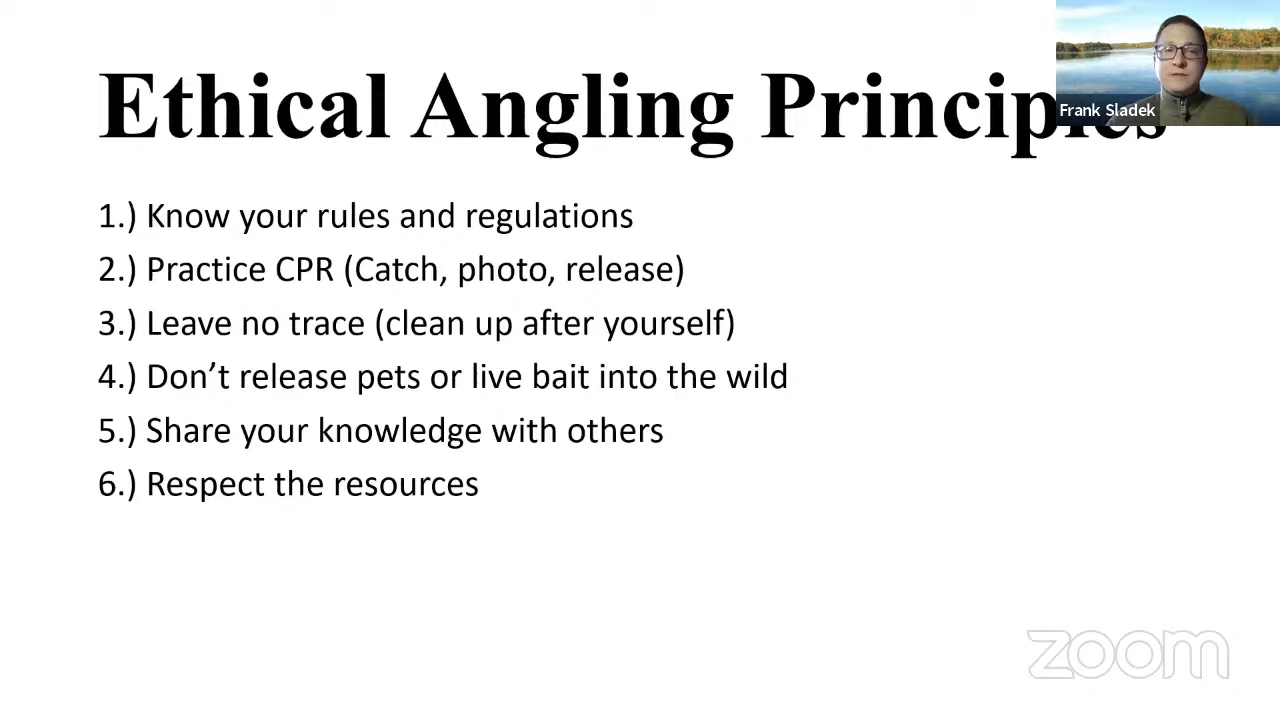 Ethical Angling Principles
Frank Sladek
1.) Know your rules and regulations
2.) Practice CPR (Catch, photo, release)
3.) Leave no trace (clean up after yourself)
4.) Don’t release pets or live bait into the wild
5.) Share your knowledge with others
6.) Respect the resources
zoom